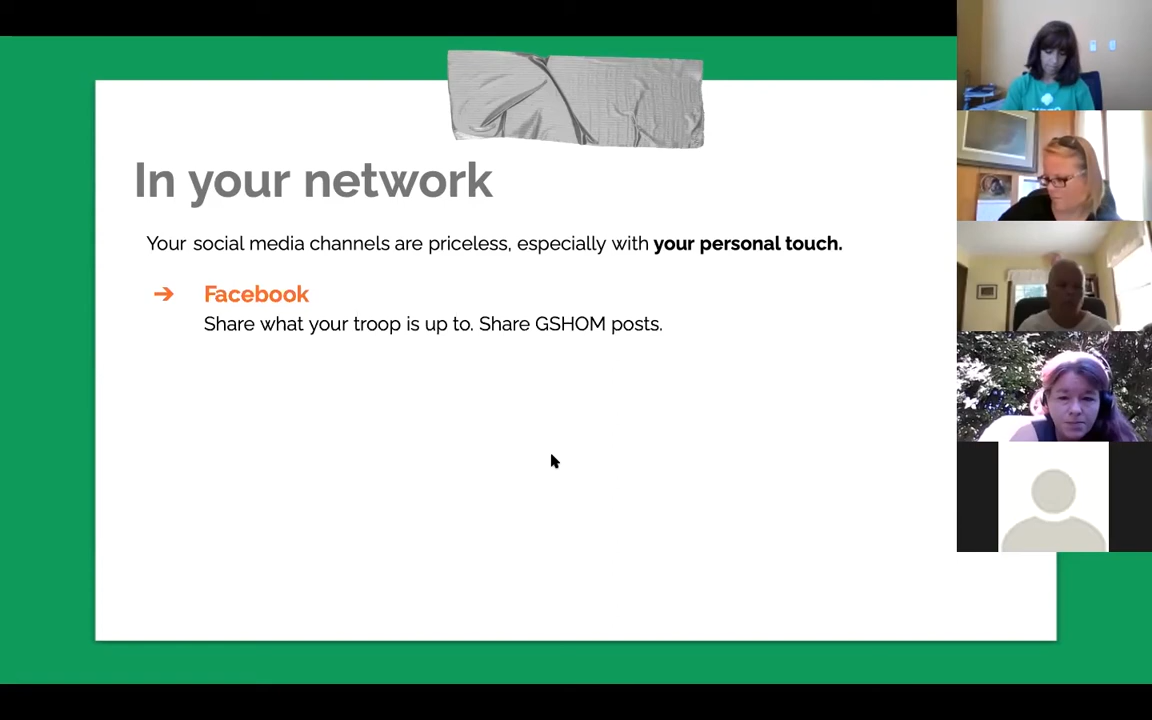 In your network
Your social media channels are priceless, especially with your personal touch.
➔ Facebook
Share what your troop is up to. Share GSHOM posts.